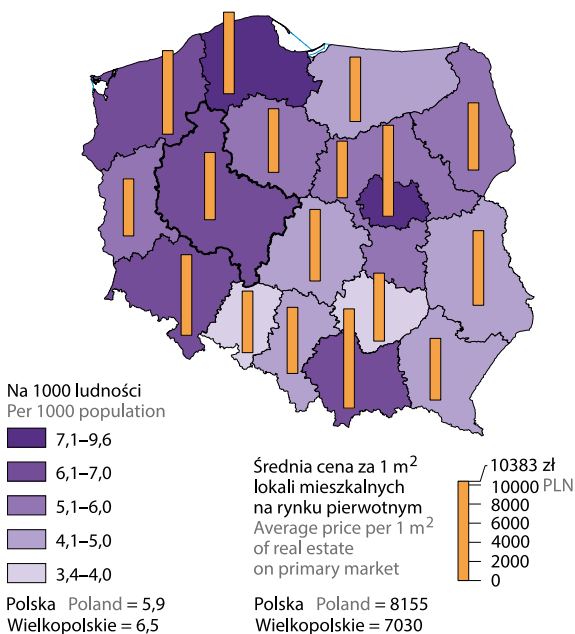 Na 1000 ludności
Per 1000 population
7,1–9,6
6,1–7,0
5,1–6,0
4,1–5,0
3,4–4,0
Polska Poland = 5,9
Wielkopolskie = 6,5
Średnia cena za 1 m²
lokali mieszkalnych
na rynku pierwotnym
Average price per 1 m²
of real estate
on primary market
10383 zł
10000 PLN
8000
6000
4000
2000
0
Polska Poland = 8155
Wielkopolskie = 7030